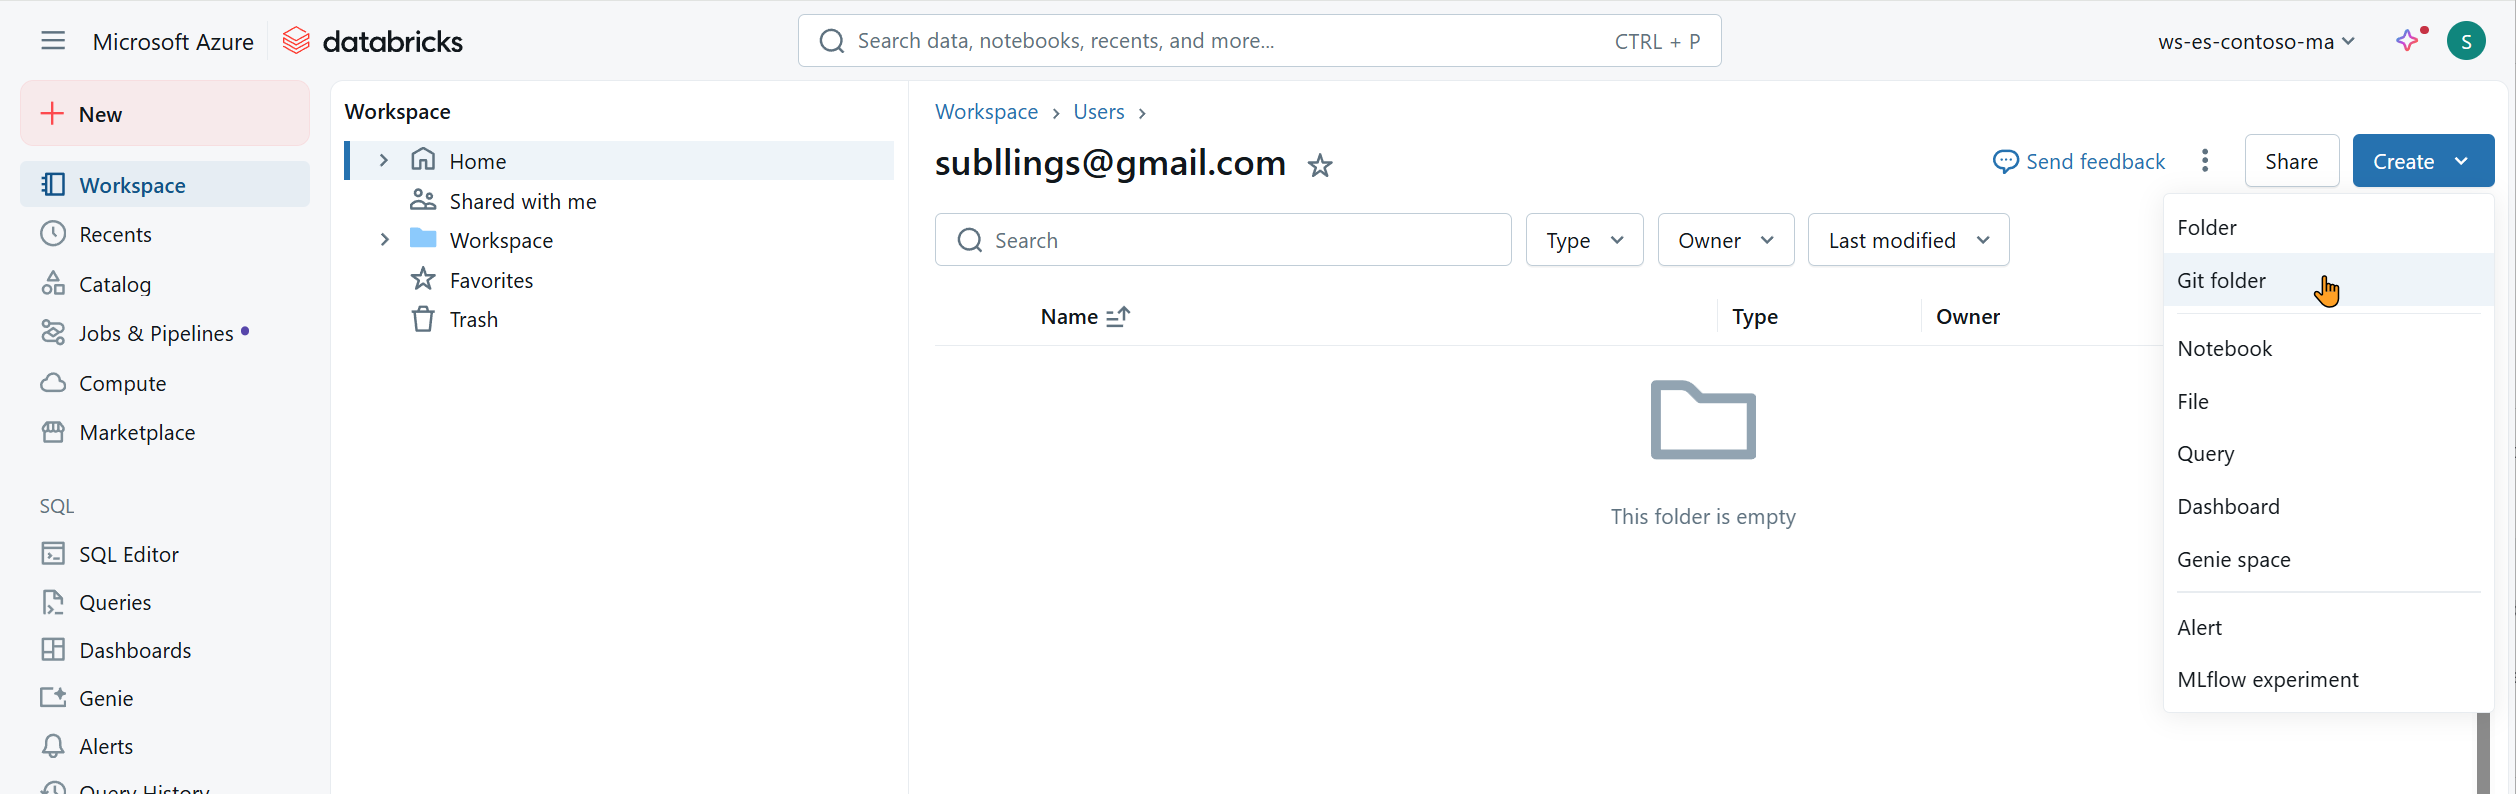 Microsoft Azure
databricks
Search data, notebooks, recents, and more...
CTRL + P
ws-es-contoso-ma
S
New
Workspace
Recents
Catalog
Jobs & Pipelines
Compute
Marketplace
SQL
SQL Editor
Queries
Dashboards
Genie
Alerts
Query History
Workspace
Home
Shared with me
Workspace
Favorites
Trash
Workspace > Users >
subllings@gmail.com
Send feedback
Share
Create
Search
Type
Owner
Last modified
Name
Type
Owner
This folder is empty
Folder
Git folder
Notebook
File
Query
Dashboard
Genie space
Alert
MLflow experiment